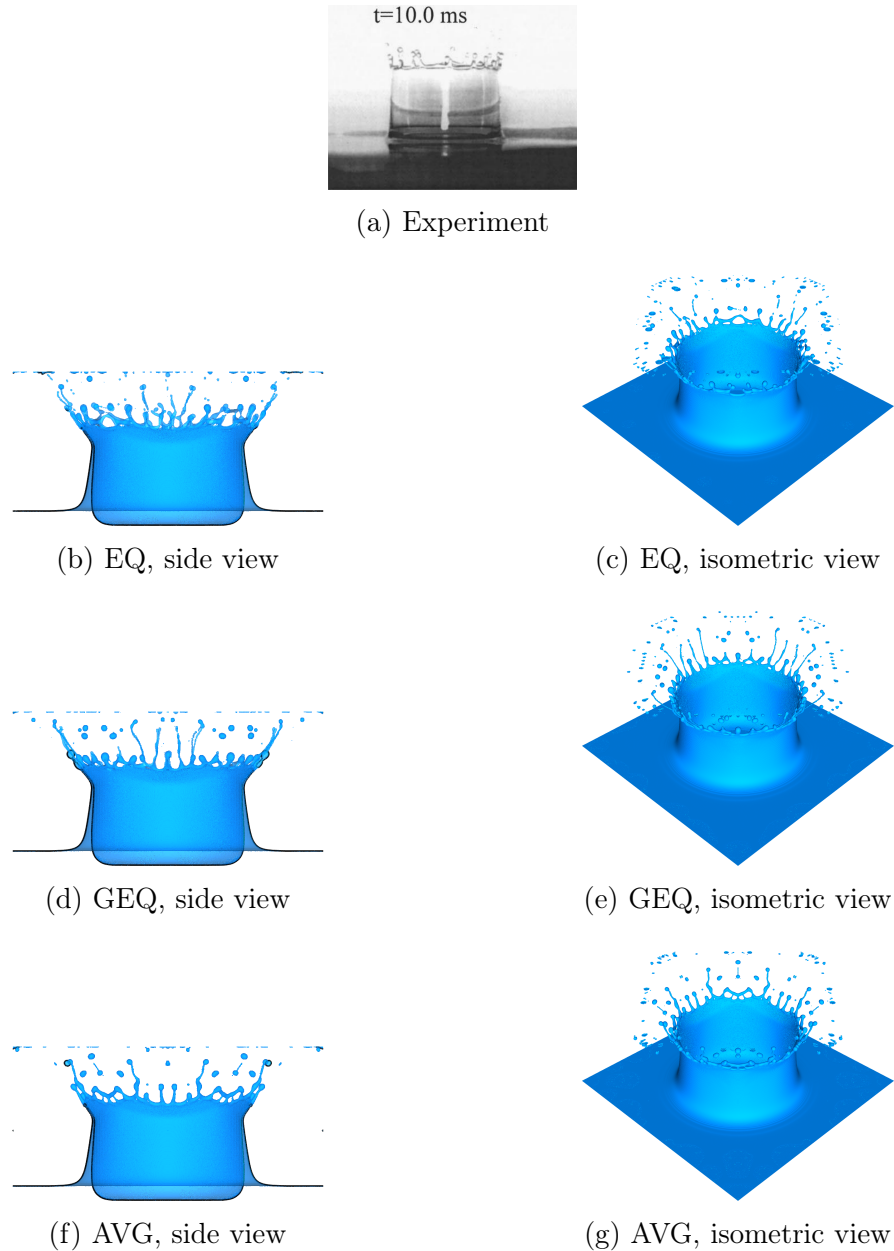 t=10.0 ms
(a) Experiment
(b) EQ, side view
(c) EQ, isometric view
(d) GEQ, side view
(e) GEQ, isometric view
(f) AVG, side view
(g) AVG, isometric view